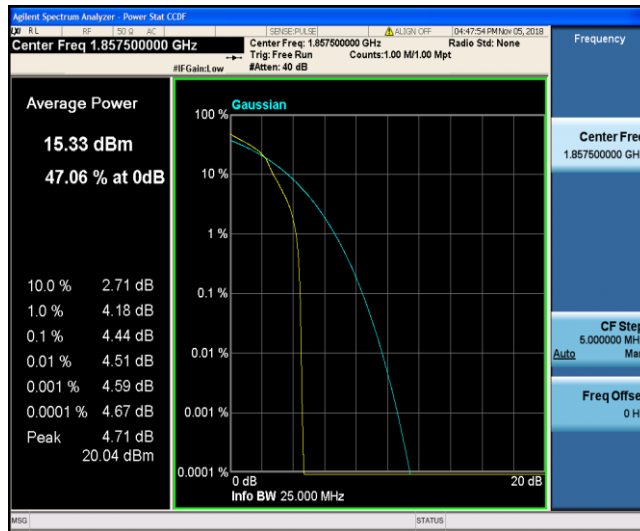 Agilent Spectrum Analyzer - Power Stat CCDF
RL RF 50 Ω AC SENSE:PULSE ALIGN OFF 04:47:54 PM Nov 05, 2018
Center Freq 1.857500000 GHz
Center Freq: 1.857500000 GHz Radio Std: None
Trig: Free Run Counts:1.00 M/1.00 Mpt
#IFGain:Low #Atten: 40 dB
Frequency
Average Power
15.33 dBm
47.06 % at 0dB
10.0 % 2.71 dB
1.0 % 4.18 dB
0.1 % 4.44 dB
0.01 % 4.51 dB
0.001 % 4.59 dB
0.0001 % 4.67 dB
Peak 4.71 dB
20.04 dBm
Gaussian
100 %
10 %
1 %
0.1 %
0.01 %
0.001 %
0.0001 %
0 dB 20 dB
Info BW 25.000 MHz
Center Fre
1.857500000 GH
CF Step
5.000000 MH
Auto Ma
Freq Offse
0 H
MSG STATUS